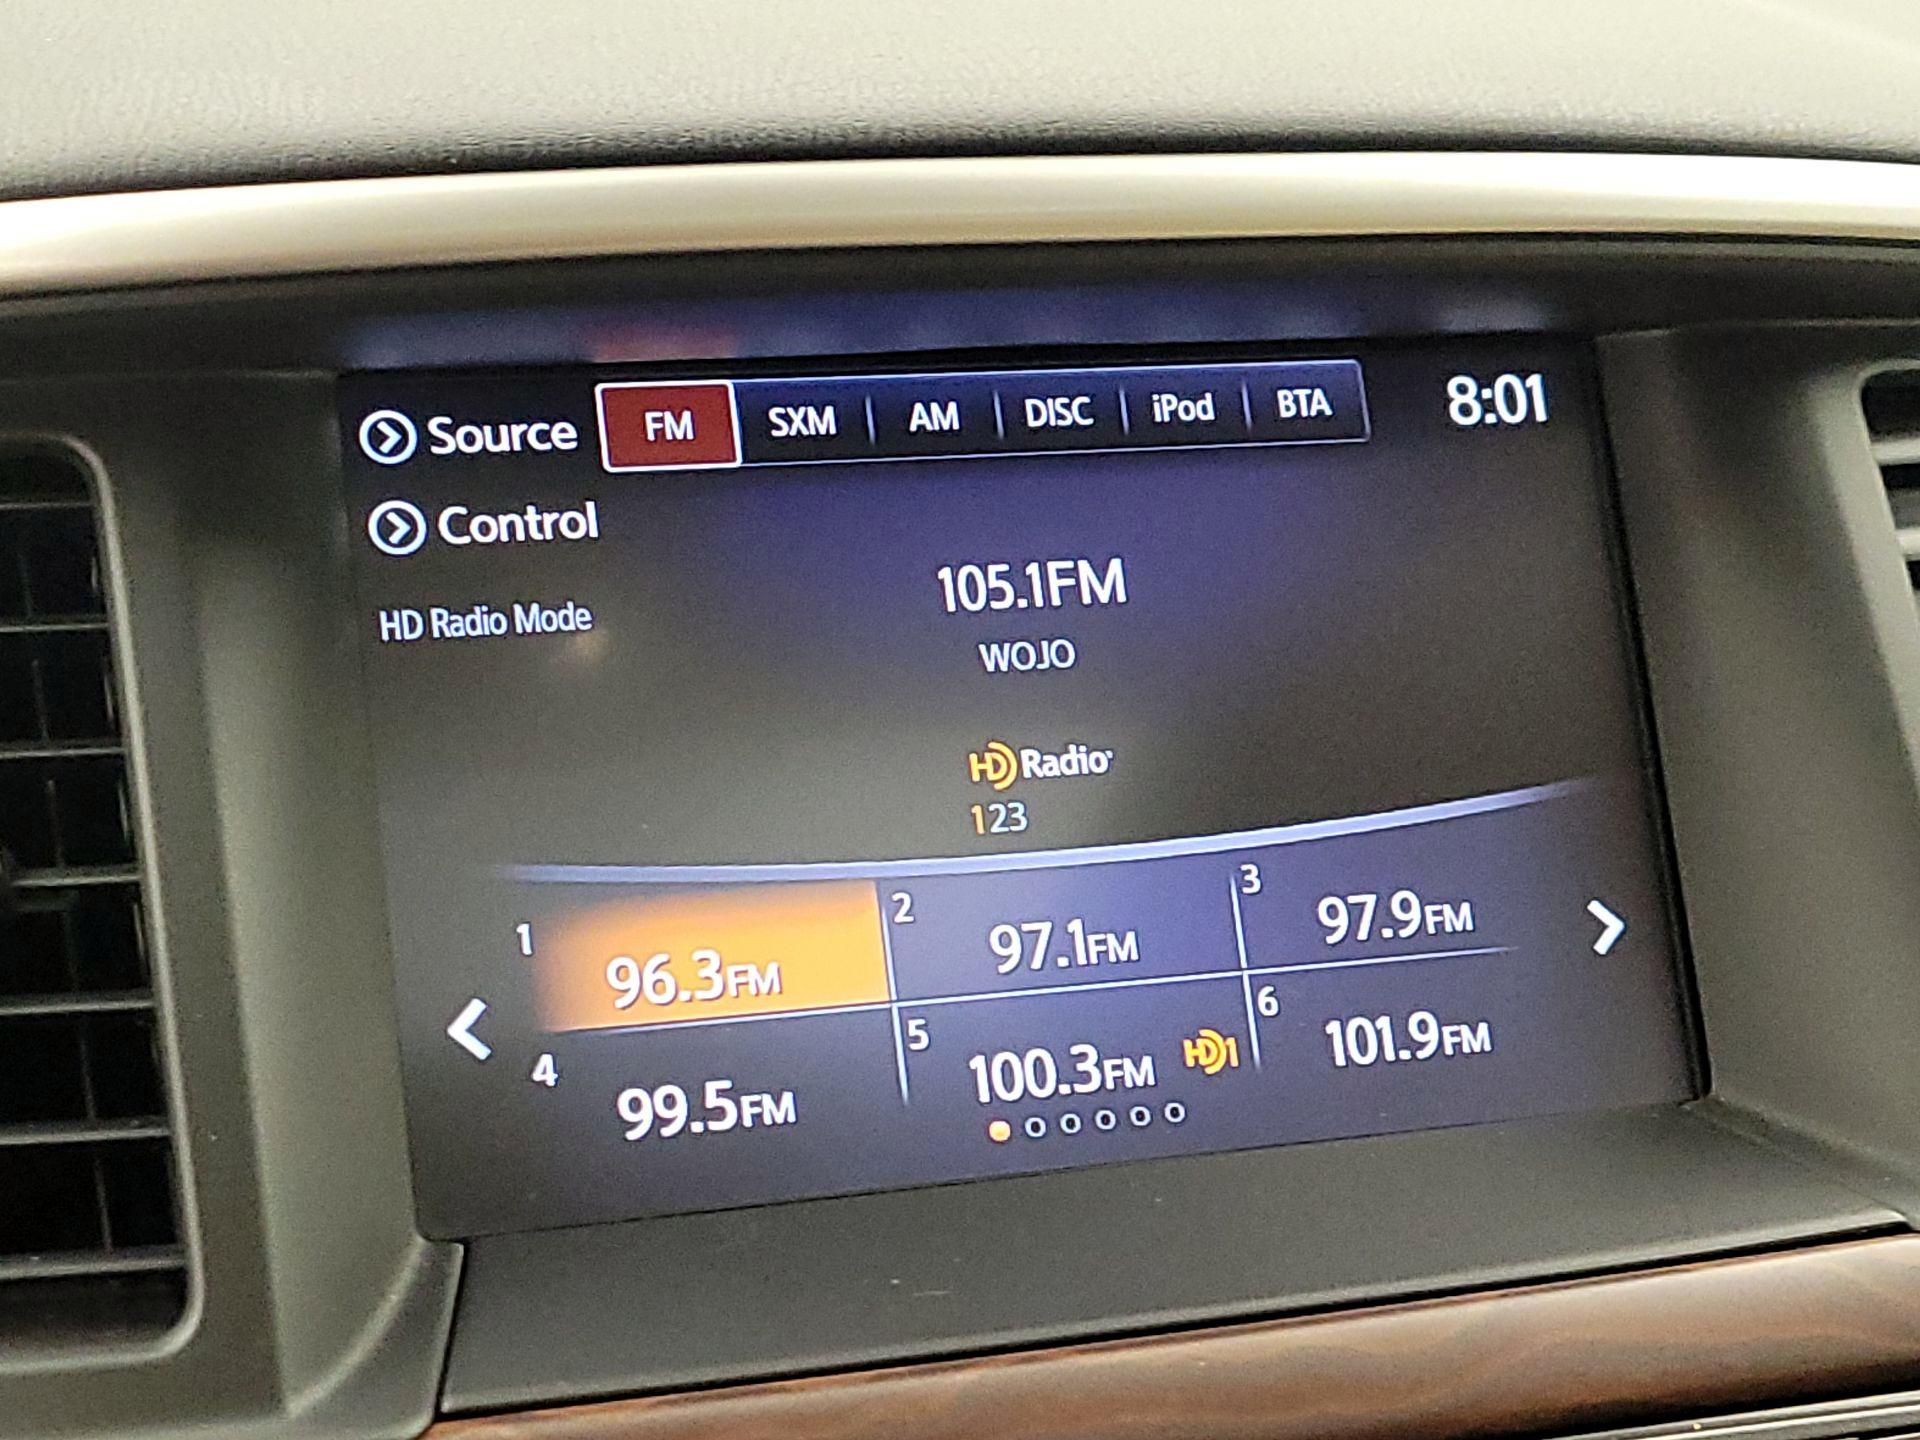 Source FM SXM AM DISC iPod BTA 8:01
Control
105.1FM
HD Radio Mode
WOJO
HD Radio
123
1 96.3FM 2 97.1FM 3 97.9FM
4 99.5FM 5 100.3FM HD1 6 101.9FM